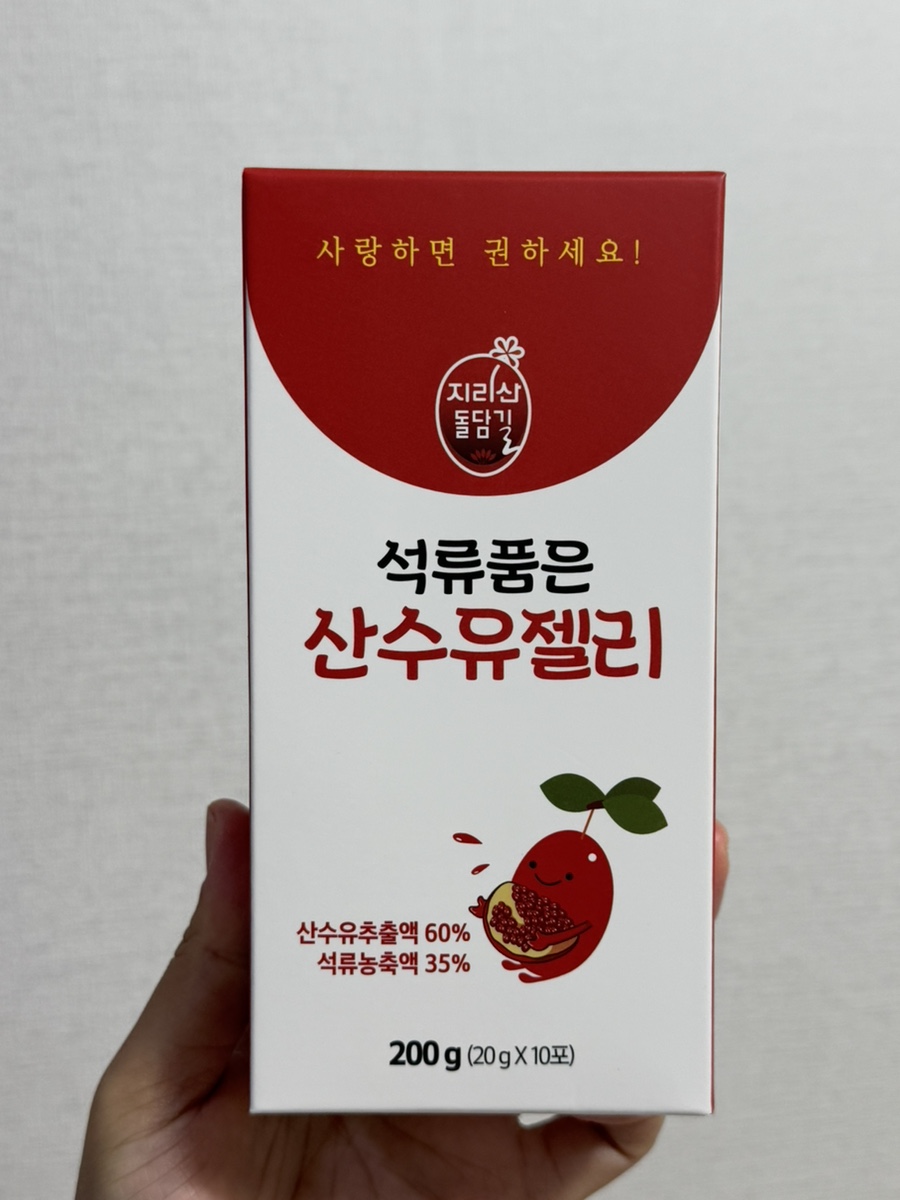 사랑하면 권하세요!
지리산
돌담길
석류품은
산수유젤리
산수유추출액 60%
석류농축액 35%
200 g (20 g X 10포)